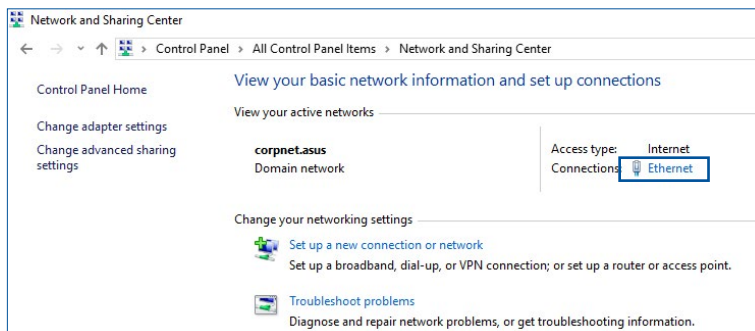 Network and Sharing Center
Control Panel > All Control Panel Items > Network and Sharing Center
Control Panel Home
Change adapter settings
Change advanced sharing
settings
View your basic network information and set up connections
View your active networks
corpnet.asus
Domain network
Access type: Internet
Connections: Ethernet
Change your networking settings
Set up a new connection or network
Set up a broadband, dial-up, or VPN connection; or set up a router or access point.
Troubleshoot problems
Diagnose and repair network problems, or get troubleshooting information.